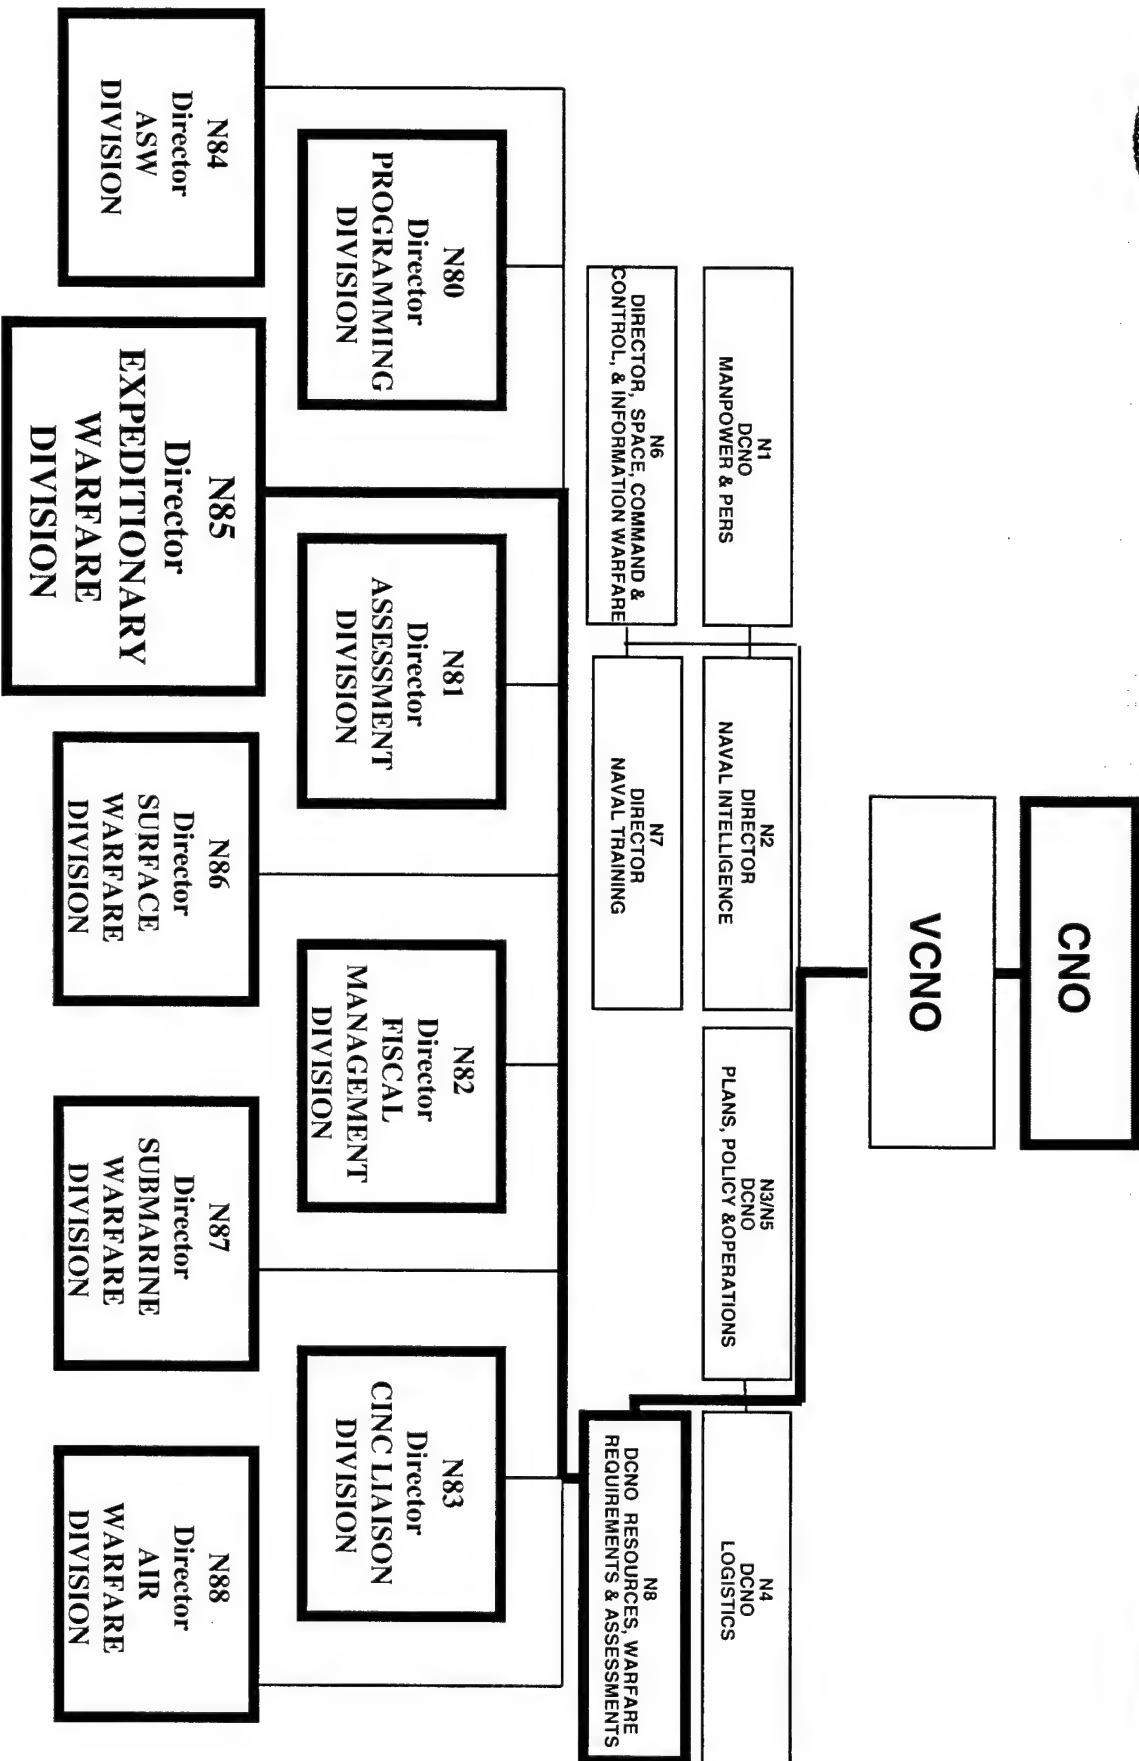 CNO
VCNO
N1
DCNO
MANPOWER & PERS
N2
DIRECTOR
NAVAL INTELLIGENCE
N3/N5
DCNO
PLANS, POLICY &OPERATIONS
N4
DCNO
LOGISTICS
N6
DIRECTOR, SPACE, COMMAND &
CONTROL, & INFORMATION WARFARE
N7
DIRECTOR
NAVAL TRAINING
N8
DCNO RESOURCES, WARFARE
REQUIREMENTS & ASSESSMENTS
N80
Director
PROGRAMMING
DIVISION
N81
Director
ASSESSMENT
DIVISION
N82
Director
FISCAL
MANAGEMENT
DIVISION
N83
Director
CINC LIAISON
DIVISION
N84
Director
ASW
DIVISION
N85
Director
EXPEDITIONARY
WARFARE
DIVISION
N86
Director
SURFACE
WARFARE
DIVISION
N87
Director
SUBMARINE
WARFARE
DIVISION
N88
Director
AIR
WARFARE
DIVISION